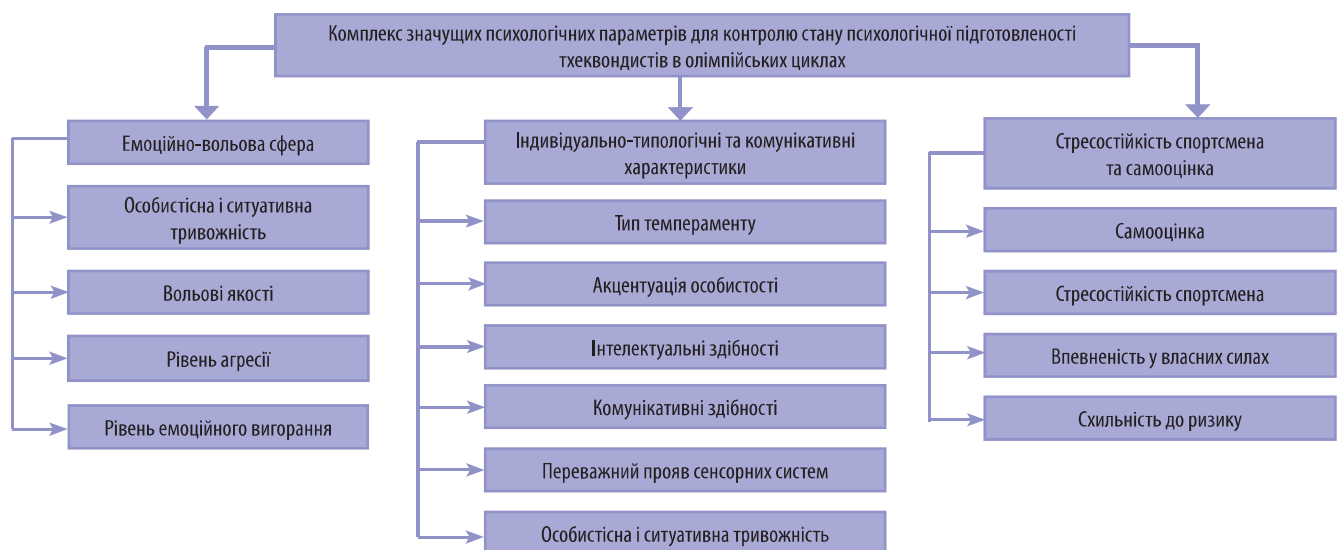 Комплекс значущих психологічних параметрів для контролю стану психологічної підготовленості
тхеквондистів в олімпійських циклах
Емоційно-вольова сфера
Особистісна і ситуативна
тривожність
Вольові якості
Рівень агресії
Рівень емоційного вигорання
Індивідуально-типологічні та комунікативні
характеристики
Тип темпераменту
Акцентуація особистості
Інтелектуальні здібності
Комунікативні здібності
Переважний прояв сенсорних систем
Особистісна і ситуативна тривожність
Стресостійкість спортсмена
та самооцінка
Самооцінка
Стресостійкість спортсмена
Впевненість у власних силах
Схильність до ризику